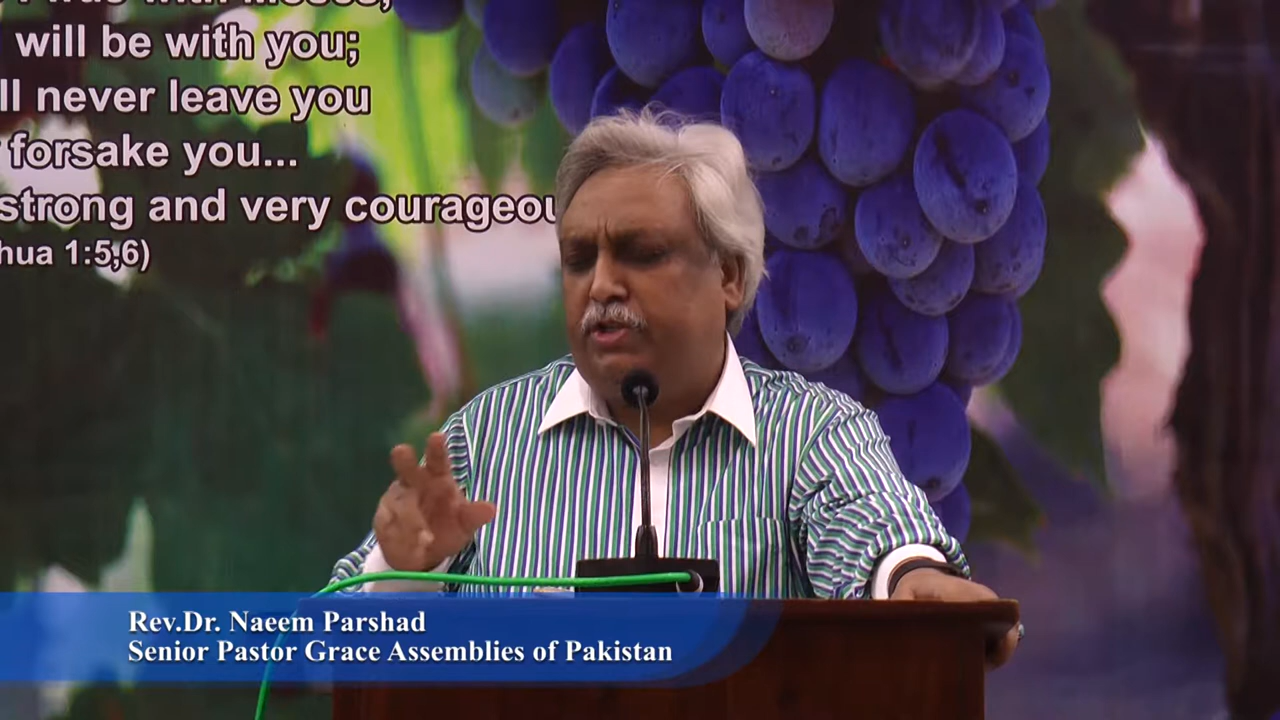 will be with you;
ll never leave you
forsake you...
strong and very courageou
hua 1:5,6)
Rev.Dr. Naeem Parshad
Senior Pastor Grace Assemblies of Pakistan